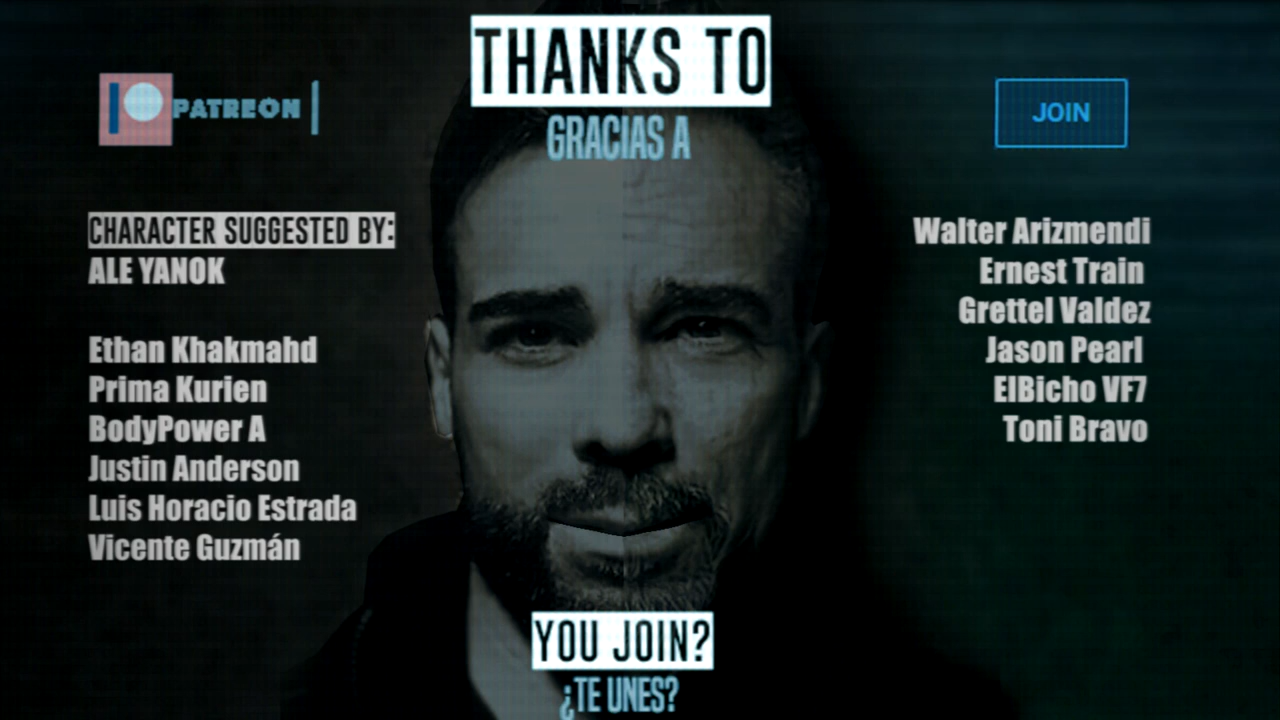 THANKS TO
GRACIAS A
PATREON
JOIN
CHARACTER SUGGESTED BY:
ALE YANOK
Ethan Khakmahd
Prima Kurien
BodyPower A
Justin Anderson
Luis Horacio Estrada
Vicente Guzmán
Walter Arizmendi
Ernest Train
Grettel Valdez
Jason Pearl
ElBicho VF7
Toni Bravo
YOU JOIN?
¿TE UNES?